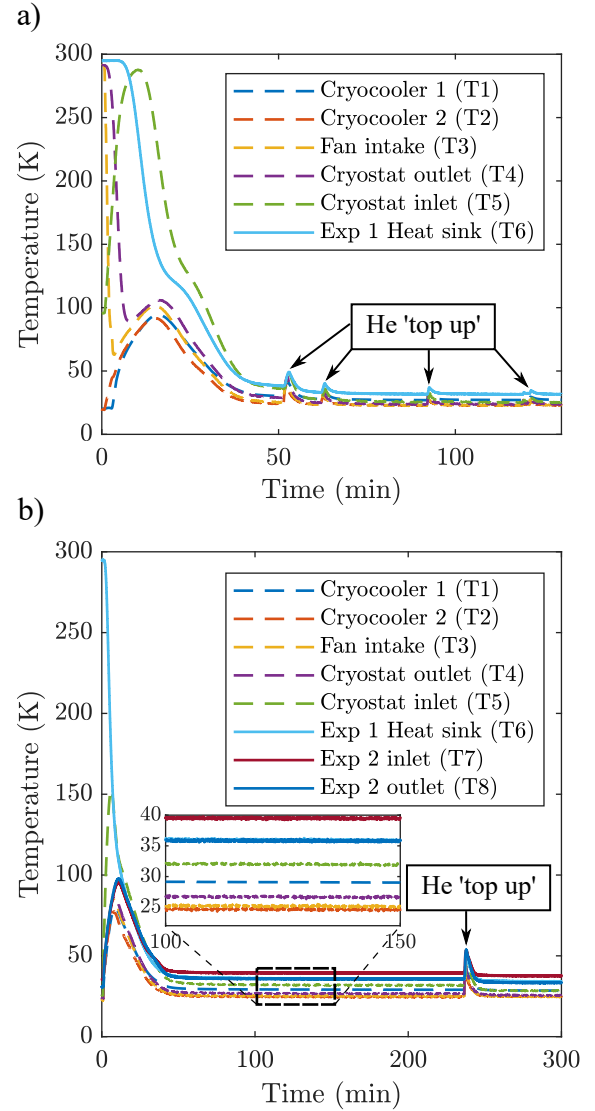 a)
300
250
200
150
100
50
0
Temperature (K)
Cryocooler 1 (T1)
Cryocooler 2 (T2)
Fan intake (T3)
Cryostat outlet (T4)
Cryostat inlet (T5)
Exp 1 Heat sink (T6)
He 'top up'
0 50 100
Time (min)
b)
300
250
200
150
100
50
0
Temperature (K)
Cryocooler 1 (T1)
Cryocooler 2 (T2)
Fan intake (T3)
Cryostat outlet (T4)
Cryostat inlet (T5)
Exp 1 Heat sink (T6)
Exp 2 inlet (T7)
Exp 2 outlet (T8)
40
35
30
25
100 150
He 'top up'
0 100 200 300
Time (min)